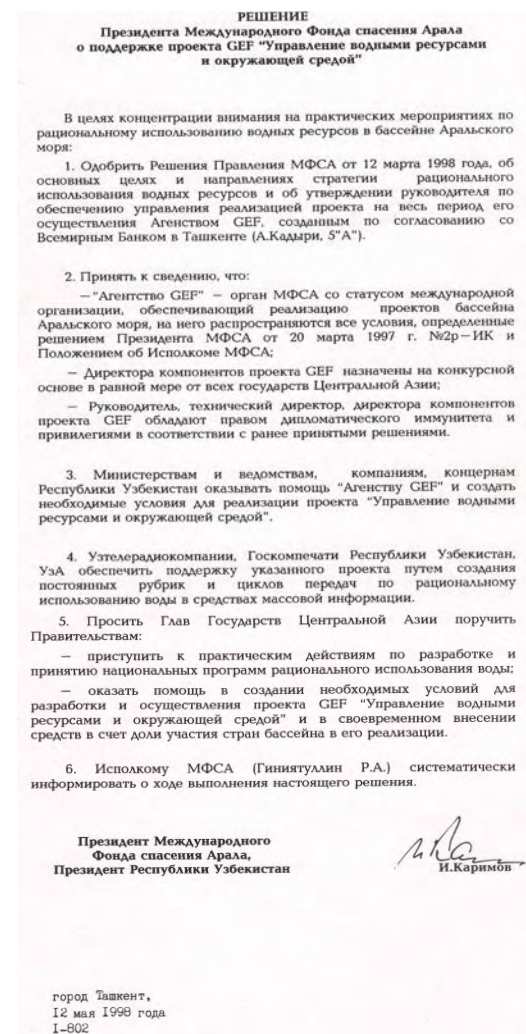 РЕШЕНИЕ
Президента Международного Фонда спасения Арала
о поддержке проекта GEF "Управление водными ресурсами
и окружающей средой"
В целях концентрации внимания на практических мероприятиях по
рациональному использованию водных ресурсов в бассейне Аральского
моря:
1. Одобрить Решения Правления МФСА от 12 марта 1998 года, об
основных целях и направлениях стратегии рационального
использования водных ресурсов и об утверждении руководителя по
обеспечению управления реализацией проекта на весь период его
осуществления Агенством GEF, созданным по согласованию со
Всемирным Банком в Ташкенте (А.Кадыри, 5"А").
2. Принять к сведению, что:
—"Агентство GEF" — орган МФСА со статусом международной
организации, обеспечивающий реализацию проектов бассейна
Аральского моря, на него распространяются все условия, определенные
решением Президента МФСА от 20 марта 1997 г. №2р—ИК и
Положением об Исполкоме МФСА;
— Директора компонентов проекта GEF назначены на конкурсной
основе в равной мере от всех государств Центральной Азии;
— Руководитель, технический директор, директора компонентов
проекта GEF обладают правом дипломатического иммунитета и
привилегиями в соответствии с ранее принятыми решениями.
3. Министерствам и ведомствам, компаниям, концернам
Республики Узбекистан оказывать помощь "Агенству GEF" и создать
необходимые условия для реализации проекта "Управление водными
ресурсами и окружающей средой".
4. Узтелерадиокомпании, Госкомпечати Республики Узбекистан,
УзА обеспечить поддержку указанного проекта путем создания
постоянных рубрик и циклов передач по рациональному
использованию воды в средствах массовой информации.
5. Просить Глав Государств Центральной Азии поручить
Правительствам:
— приступить к практическим действиям по разработке и
принятию национальных программ рационального использования воды;
— оказать помощь в создании необходимых условий для
разработки и осуществления проекта GEF "Управление водными
ресурсами и окружающей средой" и в своевременном внесении
средств в счет доли участия стран бассейна в его реализации.
6. Исполкому МФСА (Гиниятуллин Р.А.) систематически
информировать о ходе выполнения настоящего решения.
Президент Международного
Фонда спасения Арала,
Президент Республики Узбекистан
И.Каримов
город Ташкент,
I2 мая I998 года
I-802